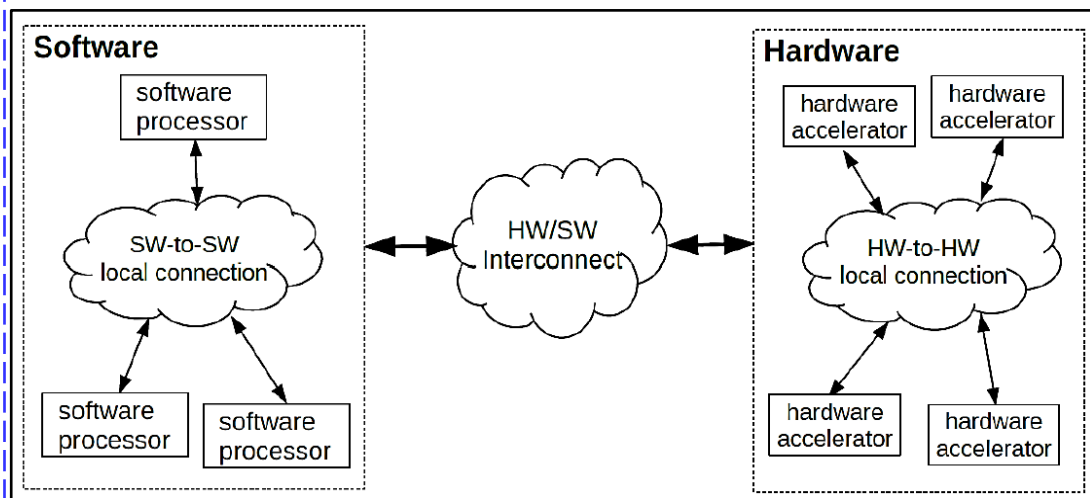 Software
software
processor
SW-to-SW
local connection
software
processor
software
processor
HW/SW
Interconnect
Hardware
hardware
accelerator
hardware
accelerator
HW-to-HW
local connection
hardware
accelerator
hardware
accelerator